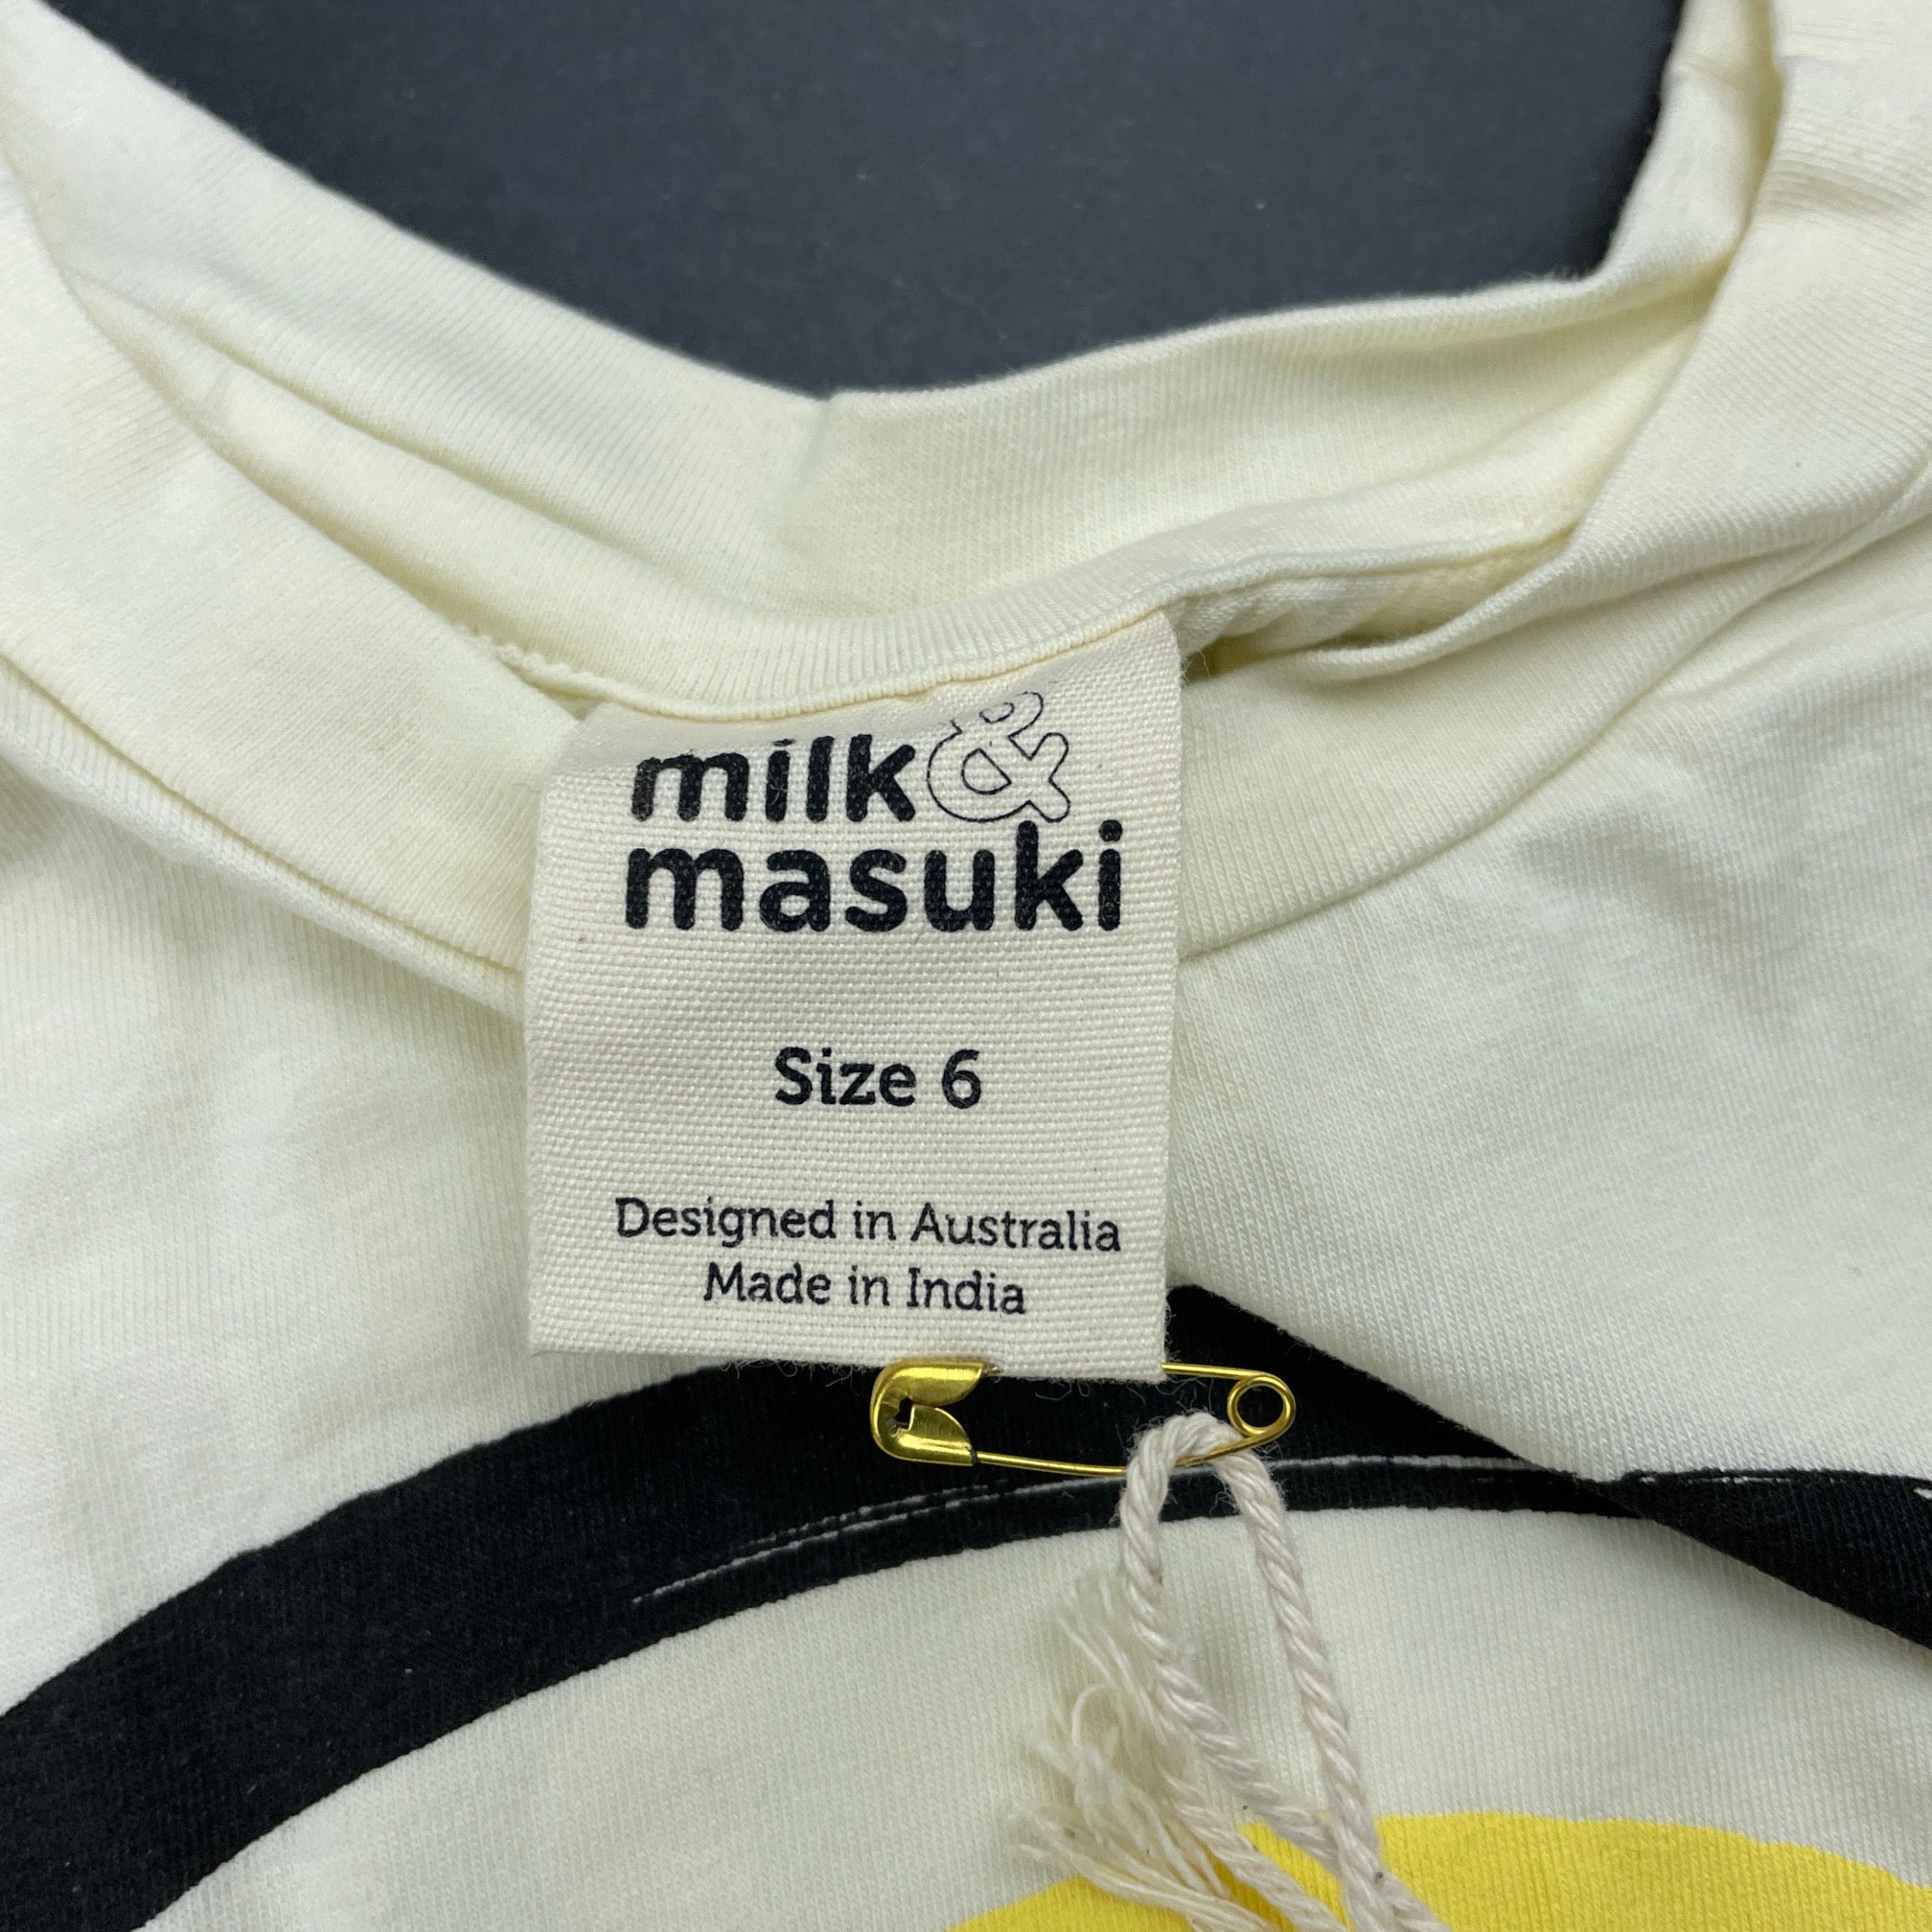 milk &
masuki
Size 6
Designed in Australia
Made in India